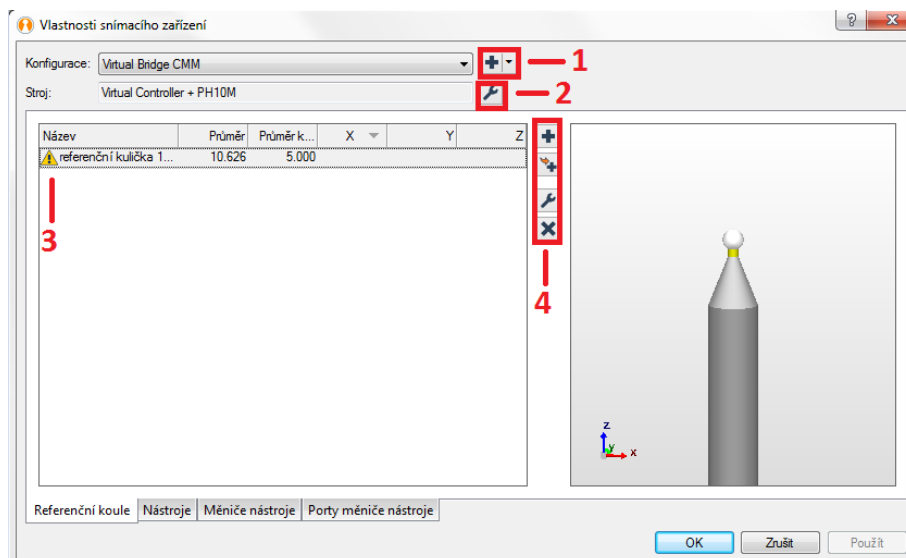 Vlastnosti snímacího zařízení
Konfigurace: Virtual Bridge CMM
1
Stroj: Virtual Controller + PH10M
2
Název Průměr Průměr k... X Y Z
referenční kulička 1... 10.626 5.000
3
4
z
y
x
Referenční koule Nástroje Měniče nástroje Porty měniče nástroje
OK Zrušit Použít